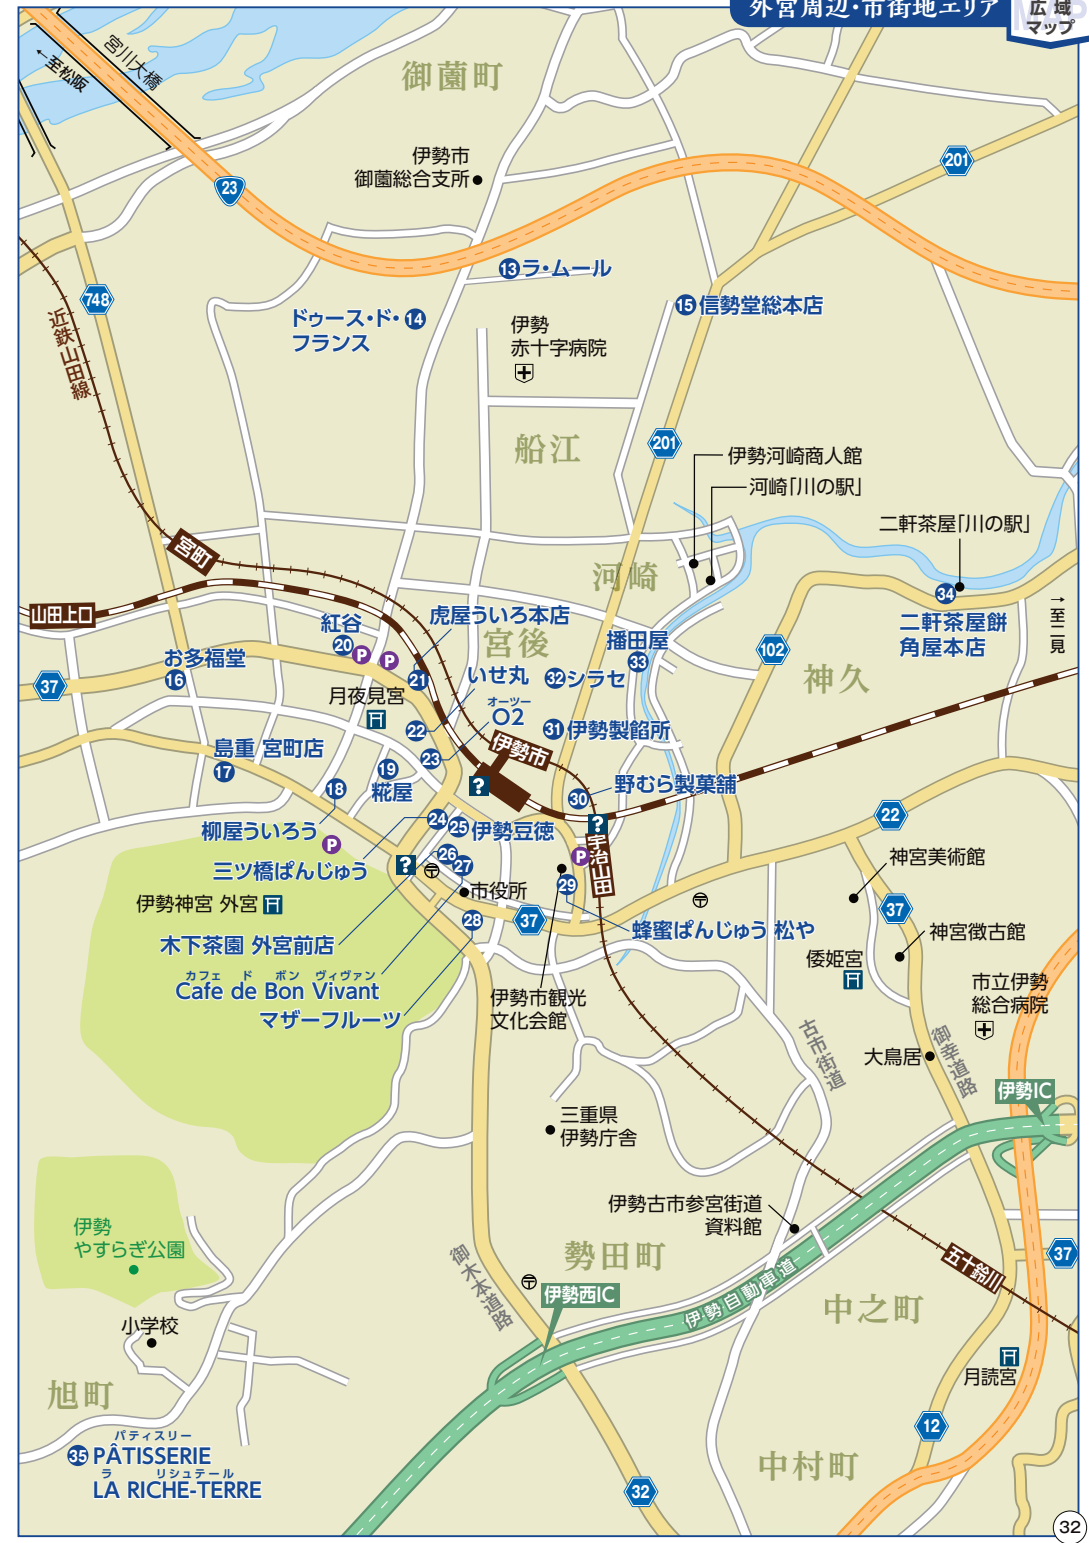 外宮周辺・市街地エリア
広域
マップ
←至松阪
宮川大橋
御薗町
伊勢市
御薗総合支所
201
23
748
近鉄山田線
13 ラ・ムール
ドゥース・ド・ 14
フランス
15 信勢堂総本店
伊勢
赤十字病院
船江
201
伊勢河崎商人館
河崎「川の駅」
二軒茶屋「川の駅」
宮町
河崎
34
二軒茶屋餅
角屋本店
→至二見
山田上口
紅谷
20
P
P
虎屋ういろ本店
宮後
播田屋
33
102
神久
お多福堂
16
37
21
月夜見宮
いせ丸
32 シラセ
オーツー
O2
22
31 伊勢製餡所
伊勢市
島重 宮町店
17
23
19
糀屋
18
?
30
野むら製菓舗
柳屋ういろう
P
24
25 伊勢豆徳
?
宇治山田
22
三ツ橋ぱんじゅう
?
26
27
P
29
神宮美術館
市役所
伊勢神宮 外宮
28
37
37
蜂蜜ぱんじゅう 松や
神宮徴古館
木下茶園 外宮前店
倭姫宮
カフェ ド ボン ヴィヴァン
Cafe de Bon Vivant
伊勢市観光
文化会館
市立伊勢
総合病院
マザーフルーツ
古市街道
御幸道路
大鳥居
伊勢IC
三重県
伊勢庁舎
伊勢古市参宮街道
資料館
伊勢
やすらぎ公園
勢田町
37
五十鈴川
御木本道路
伊勢西IC
伊勢自動車道
中之町
小学校
月読宮
旭町
12
パティスリー
35 PÂTISSERIE
ラ リシュテール
LA RICHE-TERRE
中村町
32
32